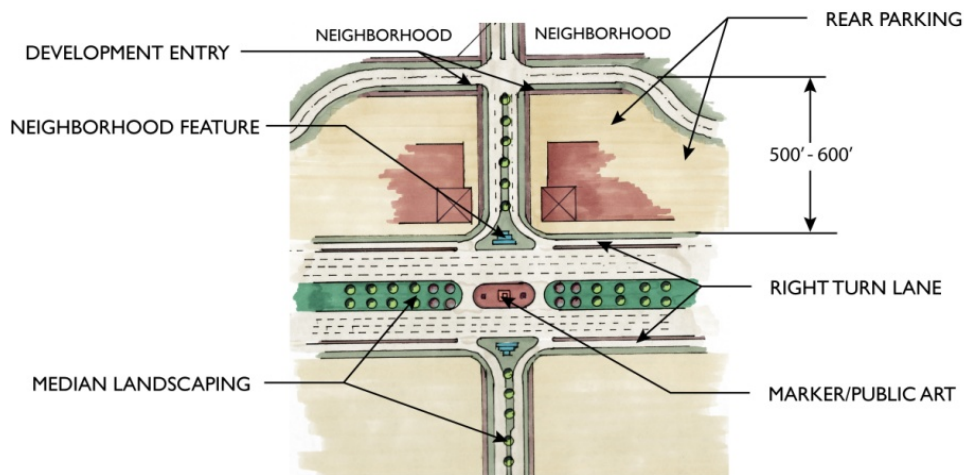 REAR PARKING
NEIGHBORHOOD
NEIGHBORHOOD
DEVELOPMENT ENTRY
NEIGHBORHOOD FEATURE
500' - 600'
RIGHT TURN LANE
MEDIAN LANDSCAPING
MARKER/PUBLIC ART